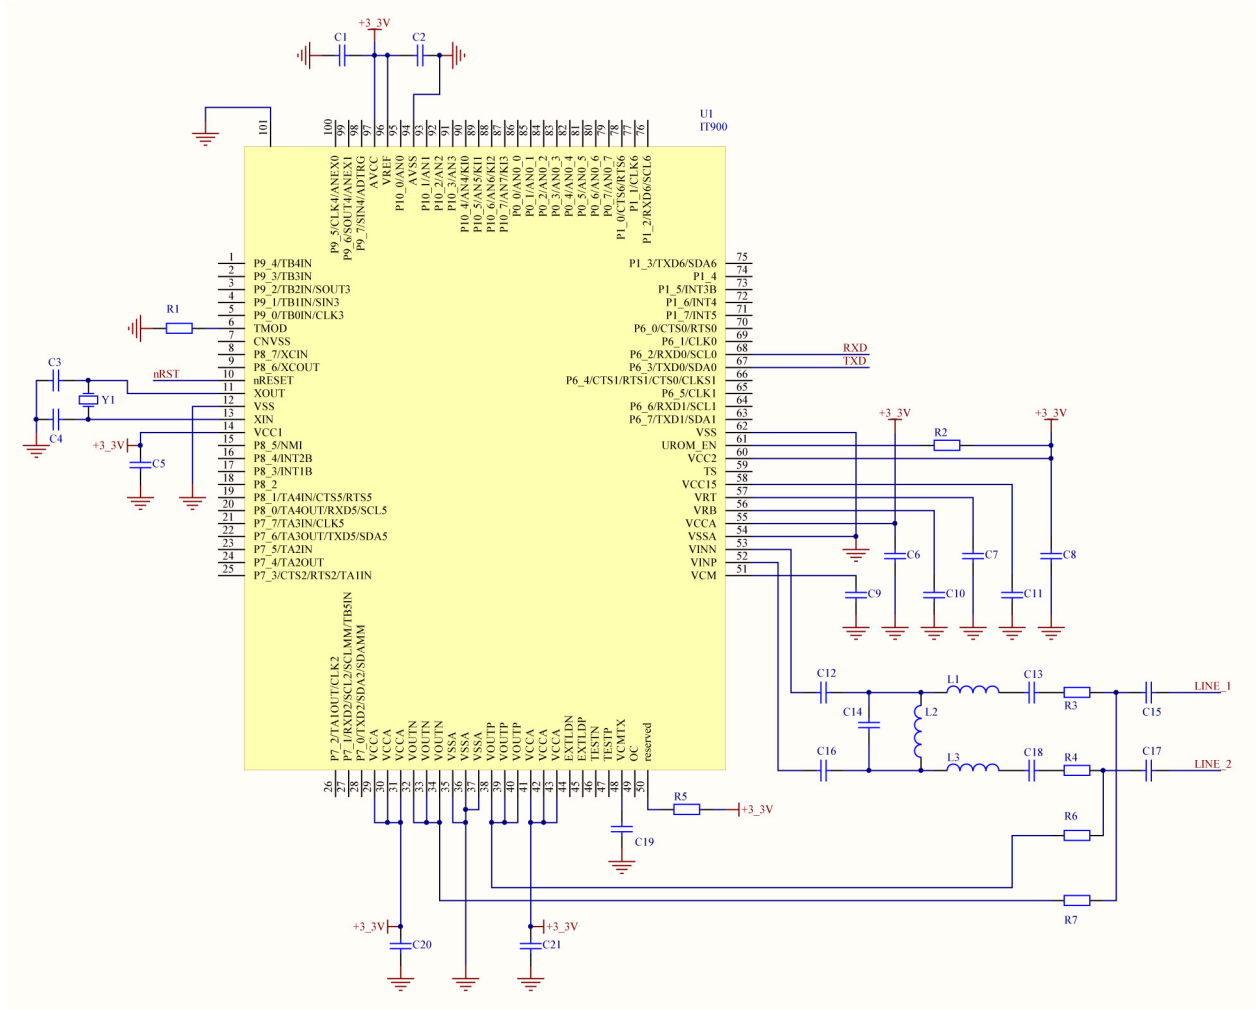 +3_3V
C1
C2
U1
IT900
101
100
99
98
97
96
95
94
93
92
91
90
89
88
87
86
85
84
83
82
81
80
79
78
77
76
P9_5/CLK4/ANEX0
P9_6/SOUT4/ANEX1
P9_7/SIN4/ADTRG
AVCC
VREF
P10_0/AN0
AVSS
P10_1/AN1
P10_2/AN2
P10_3/AN3
P10_4/AN4/KI0
P10_5/AN5/KI1
P10_6/AN6/KI2
P10_7/AN7/KI3
P0_0/AN0_0
P0_1/AN0_1
P0_2/AN0_2
P0_3/AN0_3
P0_4/AN0_4
P0_5/AN0_5
P0_6/AN0_6
P0_7/AN0_7
P1_0/CTS6/RTS6
P1_1/CLK6
P1_2/RXD6/SCL6
1 P9_4/TB4IN
2 P9_3/TB3IN
3 P9_2/TB2IN/SOUT3
4 P9_1/TB1IN/SIN3
5 P9_0/TB0IN/CLK3
R1
6 TMOD
7 CNVSS
8 P8_7/XCIN
9 P8_6/XCOUT
nRST 10 nRESET
11 XOUT
12 VSS
13 XIN
14 VCC1
15 P8_5/NMI
16 P8_4/INT2B
17 P8_3/INT1B
18 P8_2
19 P8_1/TA4IN/CTS5/RTS5
20 P8_0/TA4OUT/RXD5/SCL5
21 P7_7/TA3IN/CLK5
22 P7_6/TA3OUT/TXD5/SDA5
23 P7_5/TA2IN
24 P7_4/TA2OUT
25 P7_3/CTS2/RTS2/TA1IN
C3
Y1
C4
+3_3V
C5
P1_3/TXD6/SDA6 75
P1_4 74
P1_5/INT3B 73
P1_6/INT4 72
P1_7/INT5 71
P6_0/CTS0/RTS0 70
P6_1/CLK0 69
P6_2/RXD0/SCL0 68 RXD
P6_3/TXD0/SDA0 67 TXD
P6_4/CTS1/RTS1/CTS0/CLKS1 66
P6_5/CLK1 65
P6_6/RXD1/SCL1 64
P6_7/TXD1/SDA1 63
VSS 62
UROM_EN 61
VCC2 60
TS 59
VCC15 58
VRT 57
VRB 56
VCCA 55
VSSA 54
VINN 53
VINP 52
VCM 51
+3_3V
+3_3V
R2
C6
C7
C8
C9
C10
C11
P7_2/TA1OUT/CLK2
P7_1/RXD2/SCL2/SCLMM/TB5IN
P7_0/TXD2/SDA2/SDAMM
VCCA
VCCA
VCCA
VOUTN
VOUTN
VOUTN
VSSA
VSSA
VSSA
VOUTP
VOUTP
VOUTP
VCCA
VCCA
VCCA
EXTLDN
EXTLDP
TESTN
TESTP
VCMTX
OC
reserved
26
27
28
29
30
31
32
33
34
35
36
37
38
39
40
41
42
43
44
45
46
47
48
49
50
C12
L1
C13
LINE_1
R3
C15
C14
L2
C16
L3
C18
R4
C17
LINE_2
R5
+3_3V
R6
C19
R7
+3_3V
C20
+3_3V
C21